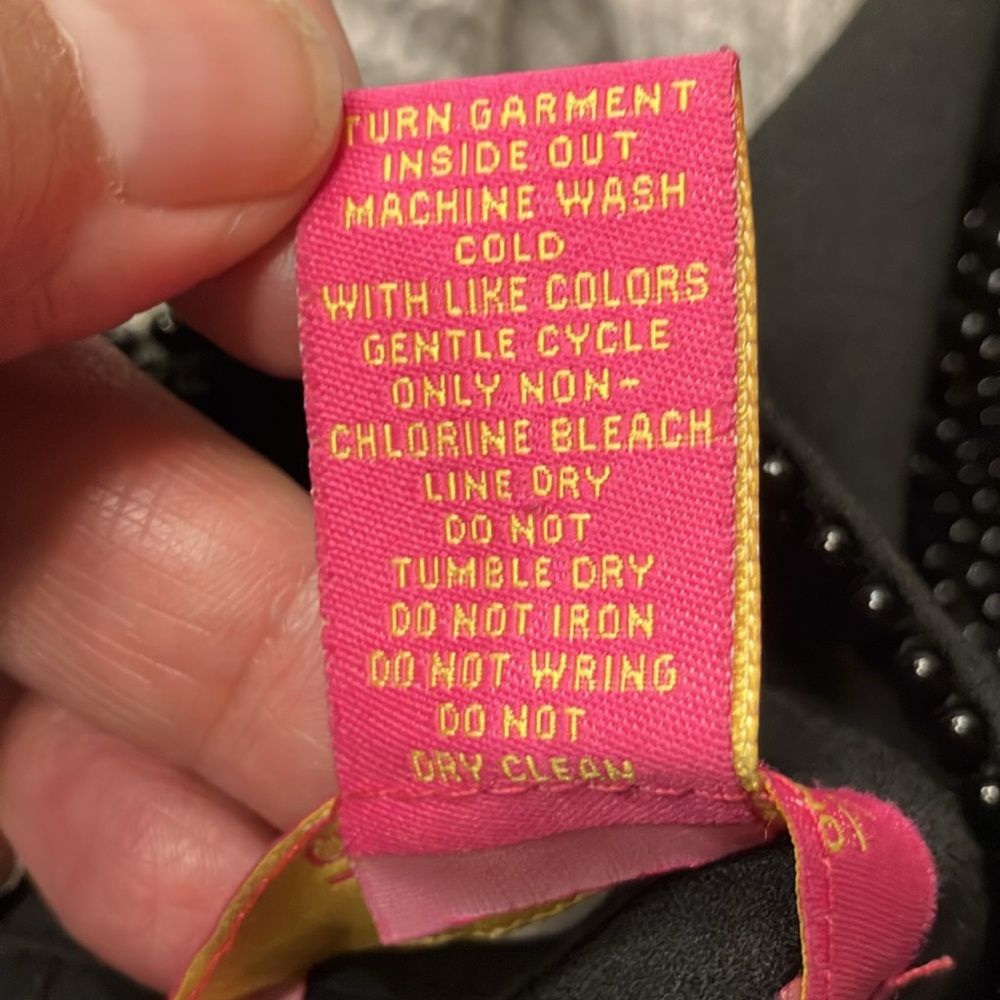 TURN GARMENT
INSIDE OUT
MACHINE WASH
COLD
WITH LIKE COLORS
GENTLE CYCLE
ONLY NON-
CHLORINE BLEACH
LINE DRY
DO NOT
TUMBLE DRY
DO NOT IRON
DO NOT WRING
DO NOT
DRY CLEAN